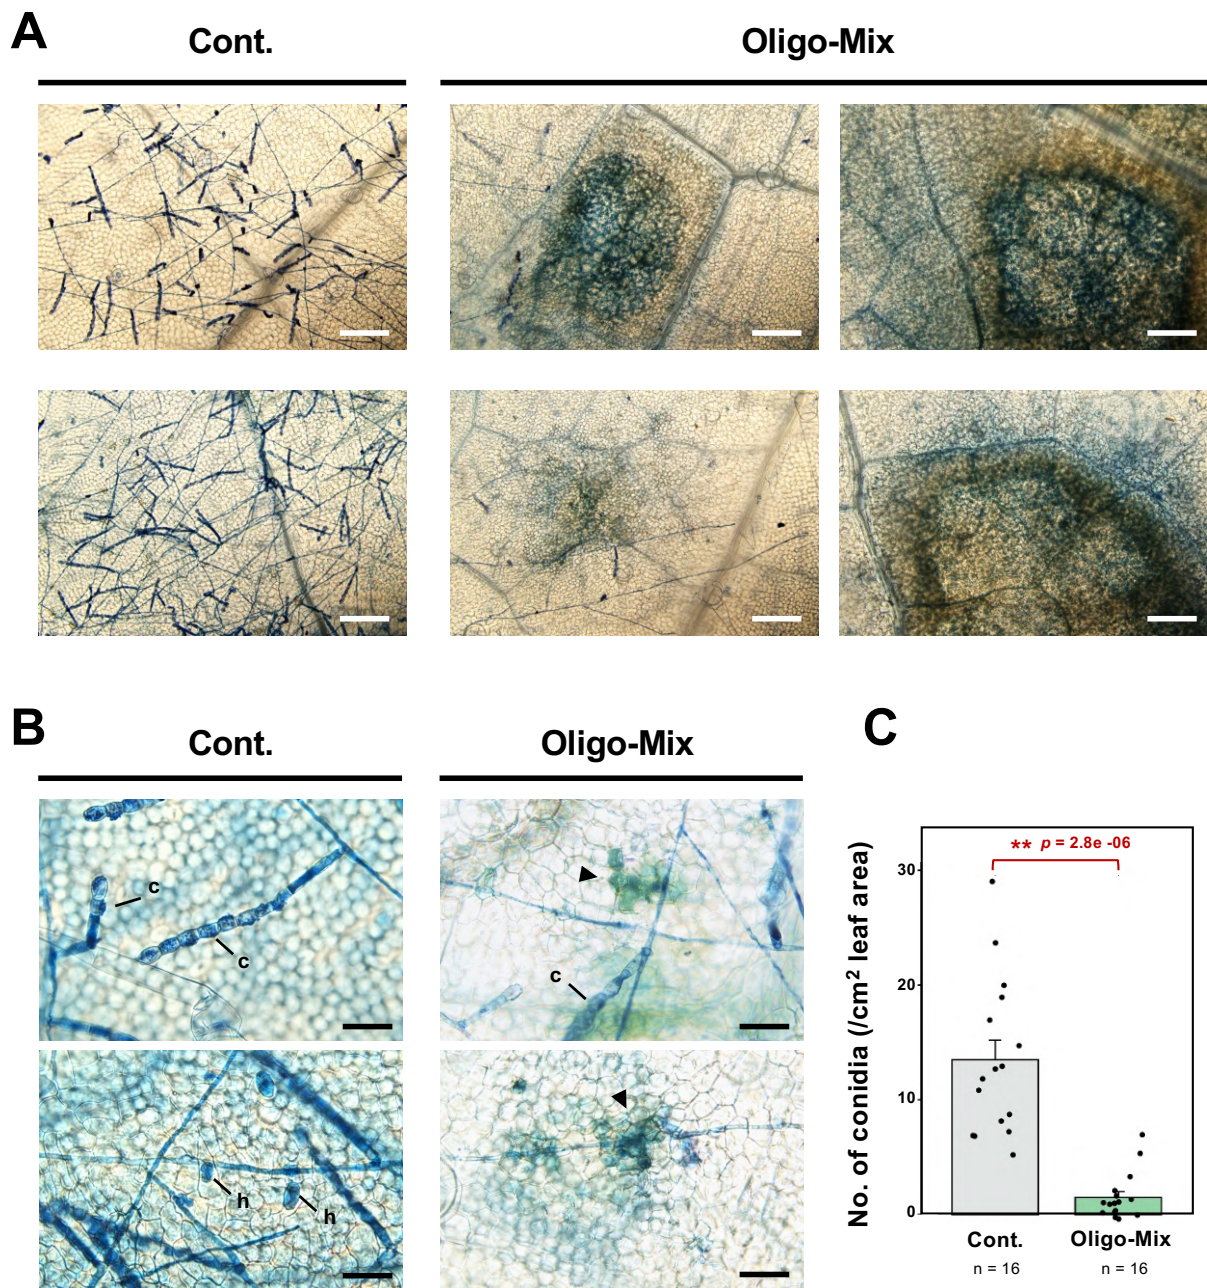 A
Cont.
Oligo-Mix
B
Cont.
Oligo-Mix
c
c
c
h
h
C
No. of conidia (/cm² leaf area)
** p = 2.8e -06
30
20
10
0
Cont.
Oligo-Mix
n = 16
n = 16